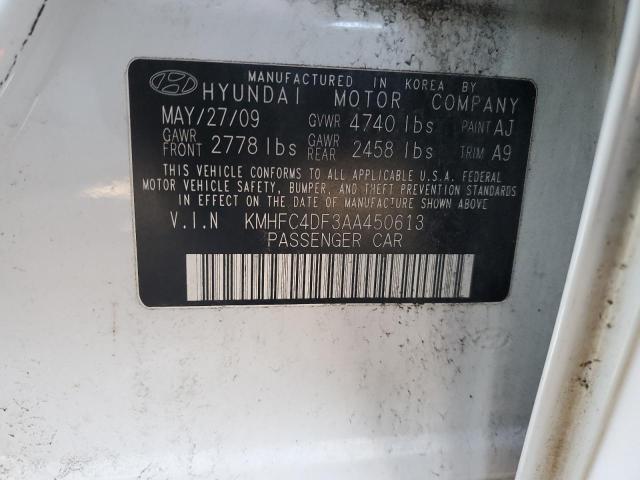 MANUFACTURED IN KOREA BY
HYUNDAI MOTOR COMPANY
MAY/27/09 GVWR 4740 lbs PAINT AJ
GAWR FRONT 2778 lbs GAWR REAR 2458 lbs TRIM A9
THIS VEHICLE CONFORMS TO ALL APPLICABLE U.S.A. FEDERAL
MOTOR VEHICLE SAFETY, BUMPER, AND THEFT PREVENTION STANDARDS
IN EFFECT ON THE DATE OF MANUFACTURE SHOWN ABOVE
V.I.N KMHFC4DF3AA450613
PASSENGER CAR